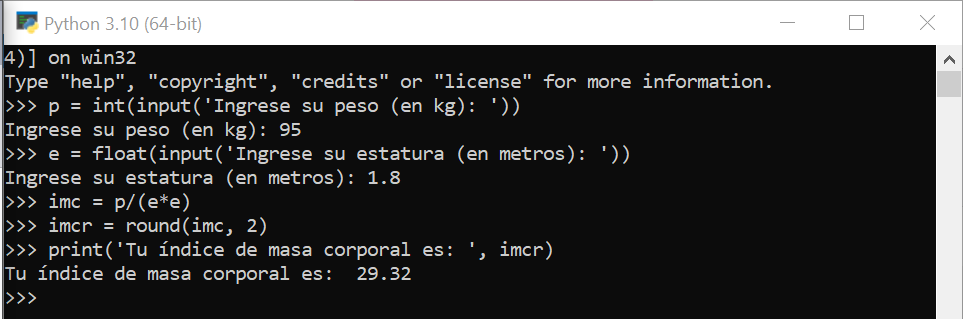 Python 3.10 (64-bit)
4)] on win32
Type "help", "copyright", "credits" or "license" for more information.
>>> p = int(input('Ingrese su peso (en kg): '))
Ingrese su peso (en kg): 95
>>> e = float(input('Ingrese su estatura (en metros): '))
Ingrese su estatura (en metros): 1.8
>>> imc = p/(e*e)
>>> imcr = round(imc, 2)
>>> print('Tu índice de masa corporal es: ', imcr)
Tu índice de masa corporal es:  29.32
>>>